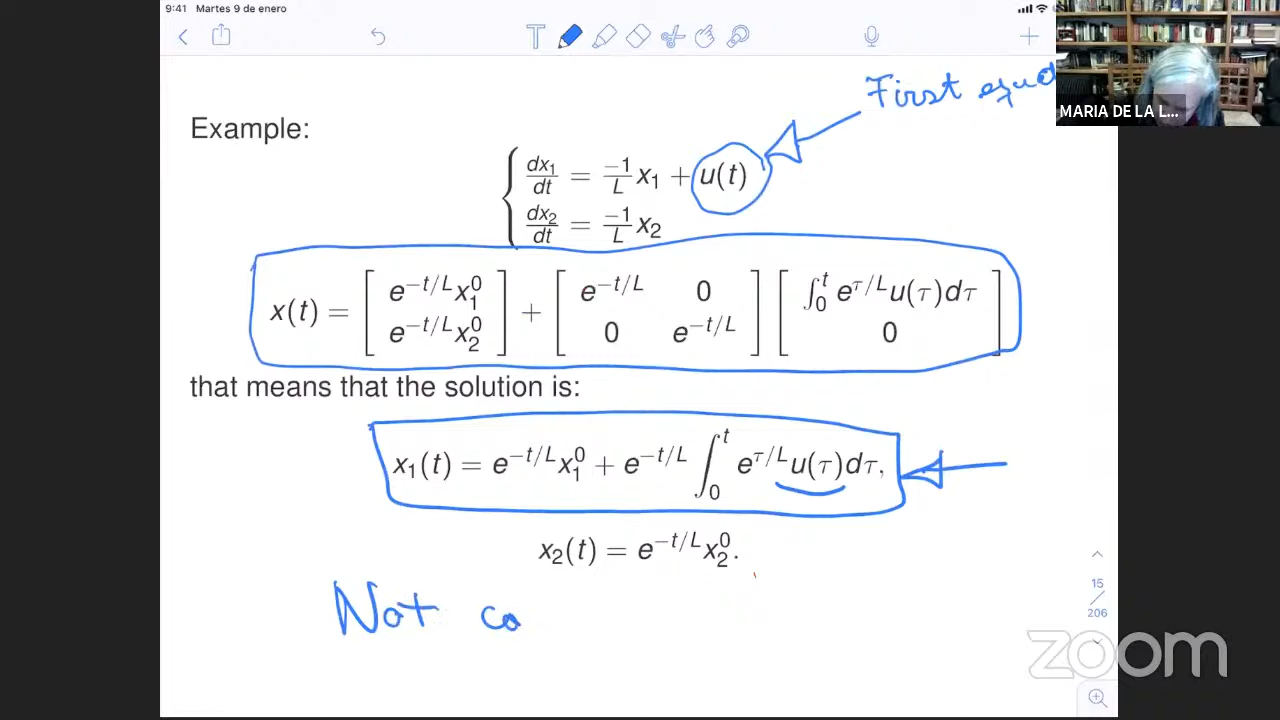 9:41 Martes 9 de enero
MARIA DE LA L...
First
Example:
dx₁/dt = -1/L x₁ + u(t)
dx₂/dt = -1/L x₂
x(t) = [ e^{-t/L}x₁⁰ ; e^{-t/L}x₂⁰ ] + [ e^{-t/L} 0 ; 0 e^{-t/L} ] [ ∫₀ᵗ e^{τ/L}u(τ)dτ ; 0 ]
that means that the solution is:
x₁(t) = e^{-t/L}x₁⁰ + e^{-t/L} ∫₀ᵗ e^{τ/L}u(τ)dτ,
x₂(t) = e^{-t/L}x₂⁰.
Not co
15
206
zoom